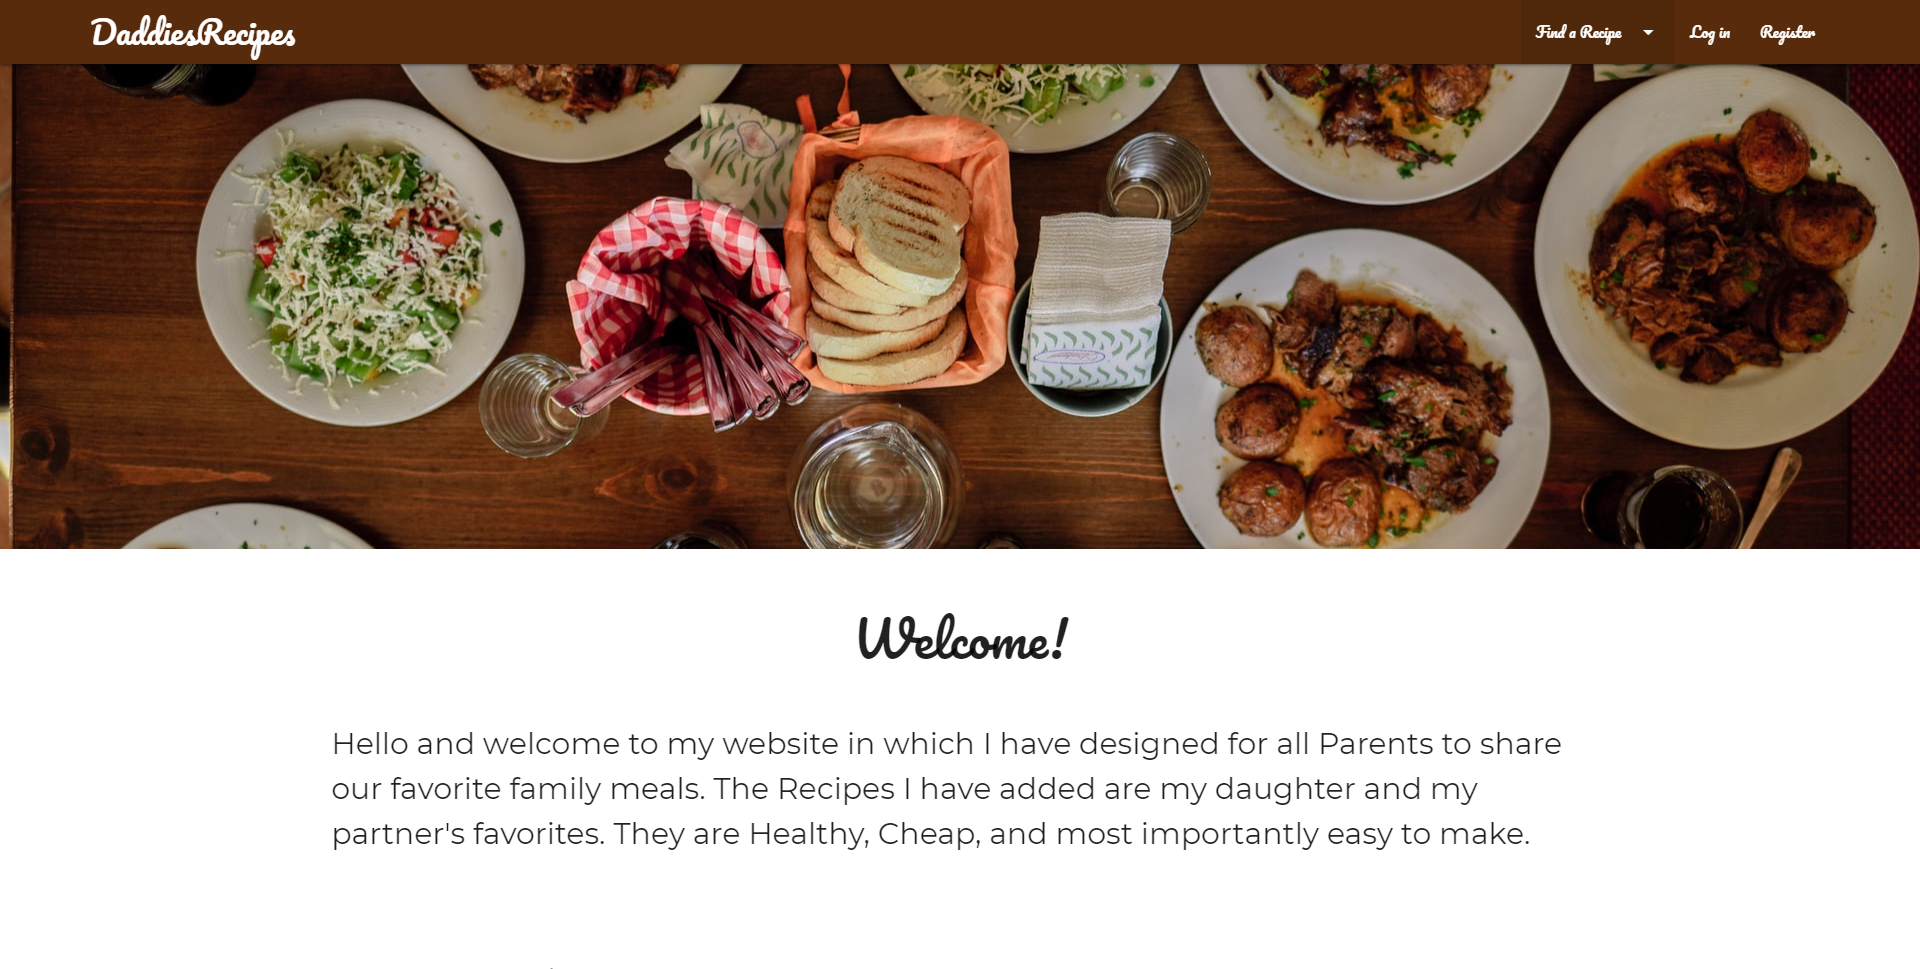 DaddiesRecipes
Find a Recipe
Log in
Register
Welcome!
Hello and welcome to my website in which I have designed for all Parents to share
our favorite family meals. The Recipes I have added are my daughter and my
partner's favorites. They are Healthy, Cheap, and most importantly easy to make.